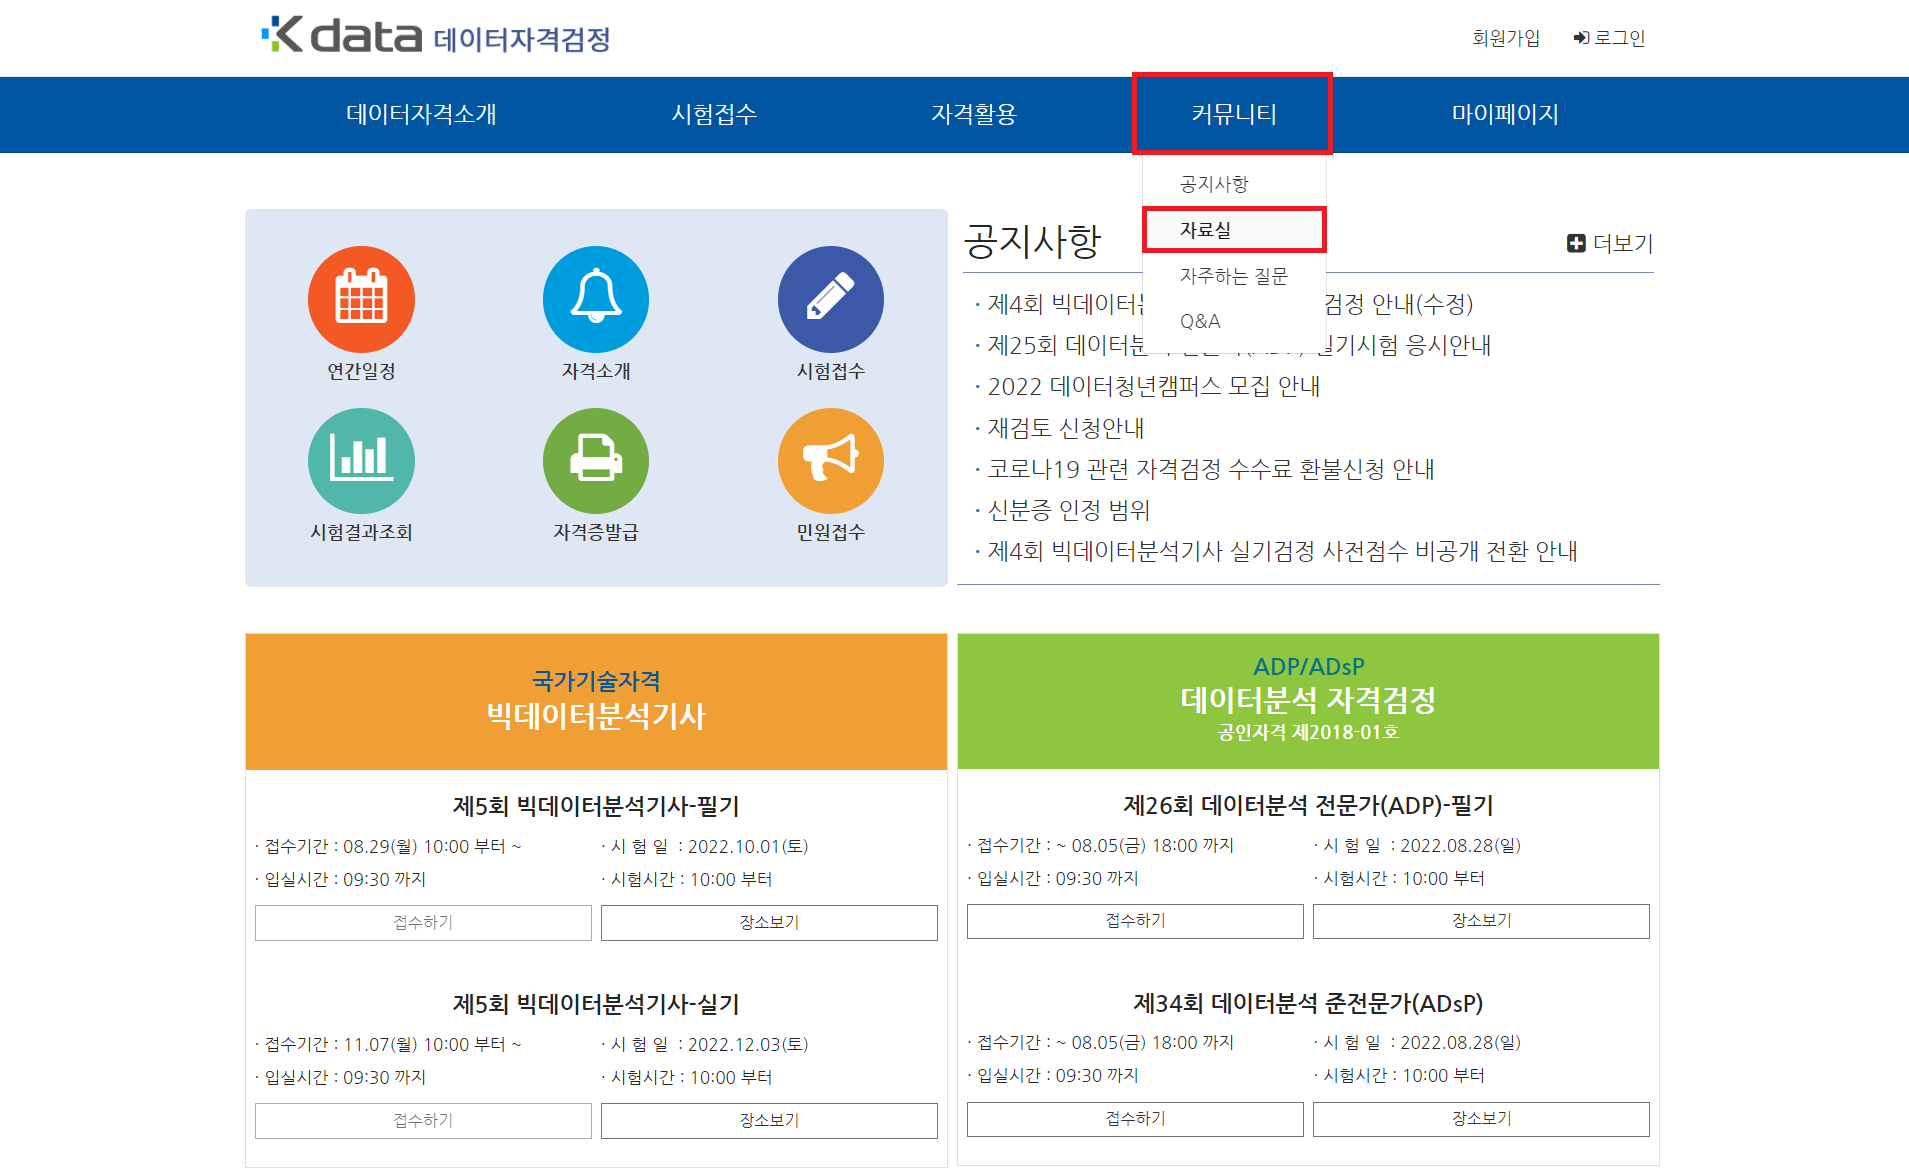 Kdata 데이터자격검정
회원가입 로그인
데이터자격소개 시험접수 자격활용 커뮤니티 마이페이지
공지사항
자료실
자주하는 질문
Q&A
연간일정 자격소개 시험접수
시험결과조회 자격증발급 민원접수
공지사항 더보기
· 제4회 빅데이터 검정 안내(수정)
· 제25회 데이터분 필기시험 응시안내
· 2022 데이터청년캠퍼스 모집 안내
· 재검토 신청안내
· 코로나19 관련 자격검정 수수료 환불신청 안내
· 신분증 인정 범위
· 제4회 빅데이터분석기사 실기검정 사전점수 비공개 전환 안내
국가기술자격
빅데이터분석기사
제5회 빅데이터분석기사-필기
· 접수기간 : 08.29(월) 10:00 부터 ~ · 시 험 일 : 2022.10.01(토)
· 입실시간 : 09:30 까지 · 시험시간 : 10:00 부터
접수하기 장소보기
제5회 빅데이터분석기사-실기
· 접수기간 : 11.07(월) 10:00 부터 ~ · 시 험 일 : 2022.12.03(토)
· 입실시간 : 09:30 까지 · 시험시간 : 10:00 부터
접수하기 장소보기
ADP/ADsP
데이터분석 자격검정
공인자격 제2018-01호
제26회 데이터분석 전문가(ADP)-필기
· 접수기간 : ~ 08.05(금) 18:00 까지 · 시 험 일 : 2022.08.28(일)
· 입실시간 : 09:30 까지 · 시험시간 : 10:00 부터
접수하기 장소보기
제34회 데이터분석 준전문가(ADsP)
· 접수기간 : ~ 08.05(금) 18:00 까지 · 시 험 일 : 2022.08.28(일)
· 입실시간 : 09:30 까지 · 시험시간 : 10:00 부터
접수하기 장소보기